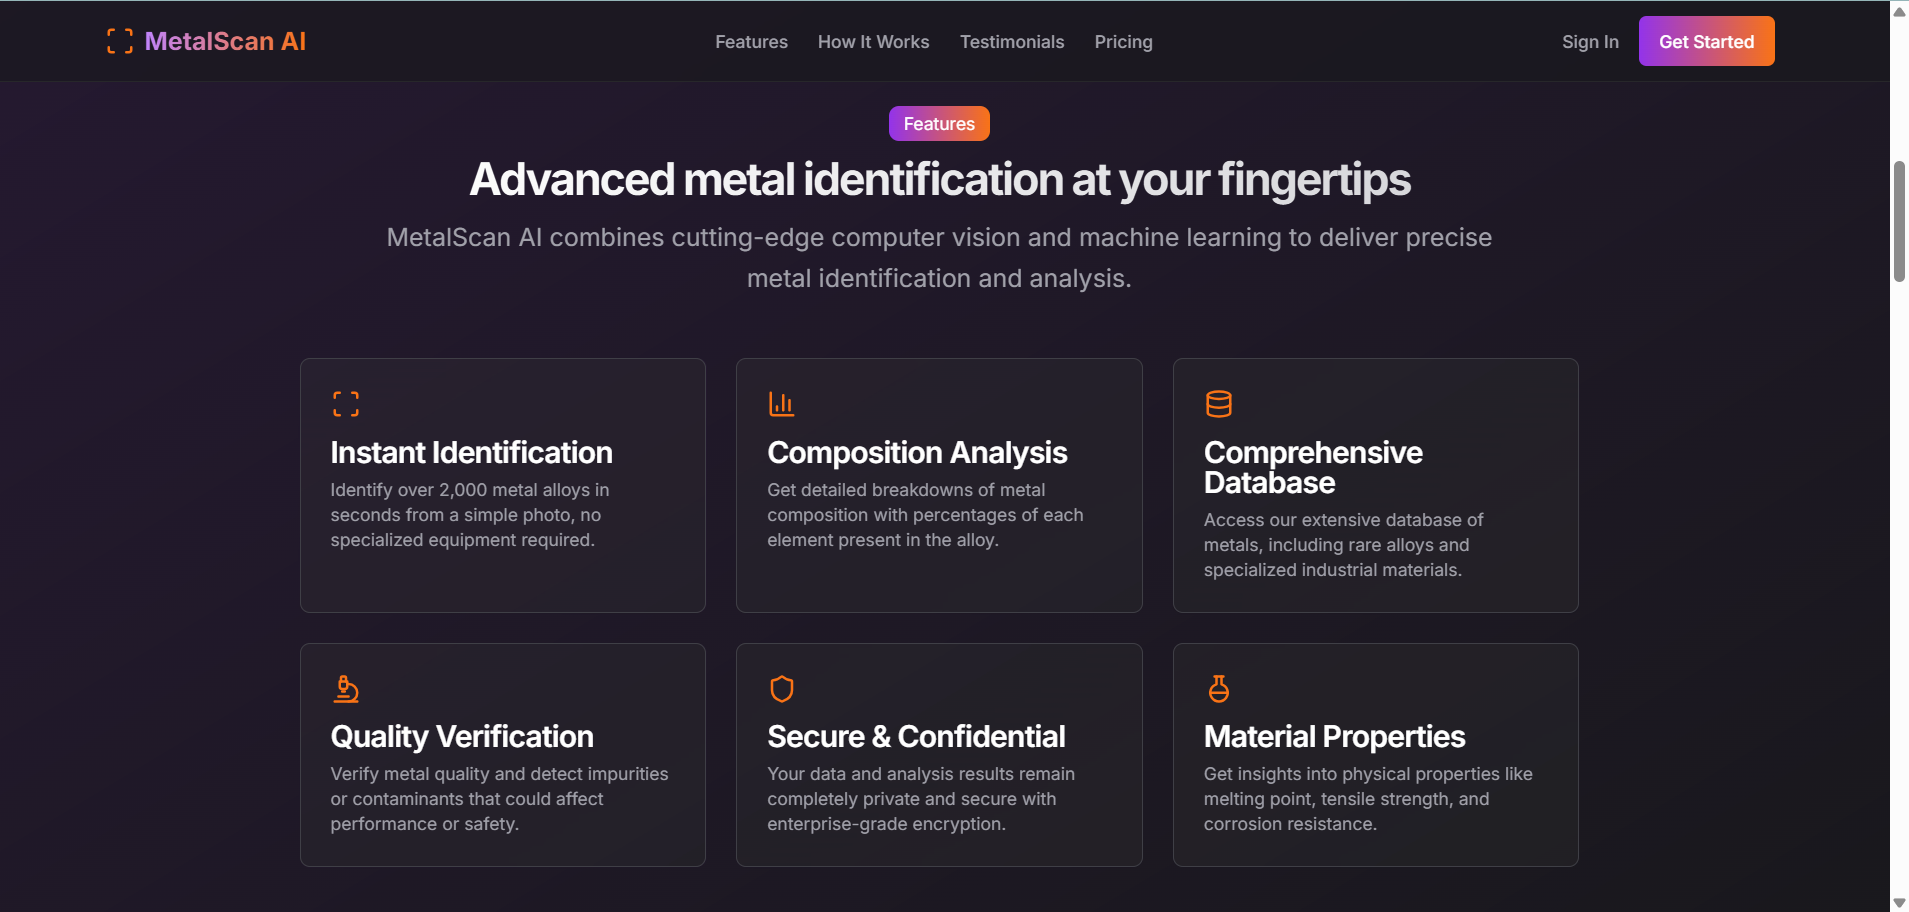 MetalScan AI
Features
How It Works
Testimonials
Pricing
Sign In
Get Started
Features
Advanced metal identification at your fingertips
MetalScan AI combines cutting-edge computer vision and machine learning to deliver precise
metal identification and analysis.
Instant Identification
Identify over 2,000 metal alloys in
seconds from a simple photo, no
specialized equipment required.
Composition Analysis
Get detailed breakdowns of metal
composition with percentages of each
element present in the alloy.
Comprehensive
Database
Access our extensive database of
metals, including rare alloys and
specialized industrial materials.
Quality Verification
Verify metal quality and detect impurities
or contaminants that could affect
performance or safety.
Secure & Confidential
Your data and analysis results remain
completely private and secure with
enterprise-grade encryption.
Material Properties
Get insights into physical properties like
melting point, tensile strength, and
corrosion resistance.